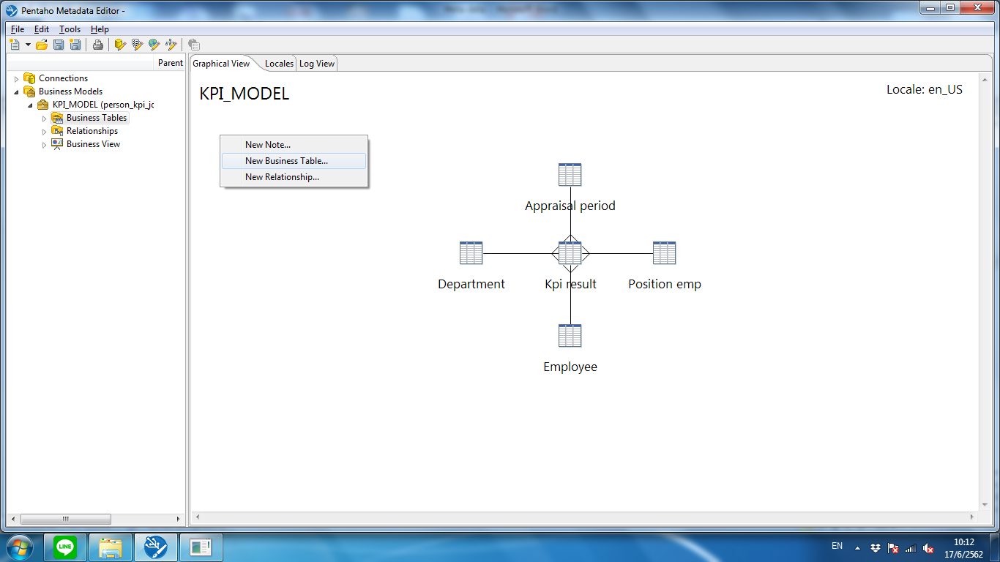 Pentaho Metadata Editor -
File Edit Tools Help
Parent
Connections
Business Models
KPI_MODEL (person_kpi_jc
Business Tables
Relationships
Business View
Graphical View Locales Log View
KPI_MODEL
Locale: en_US
New Note...
New Business Table...
New Relationship...
Appraisal period
Department
Kpi result
Position emp
Employee
LINE
EN
10:12
17/6/2562